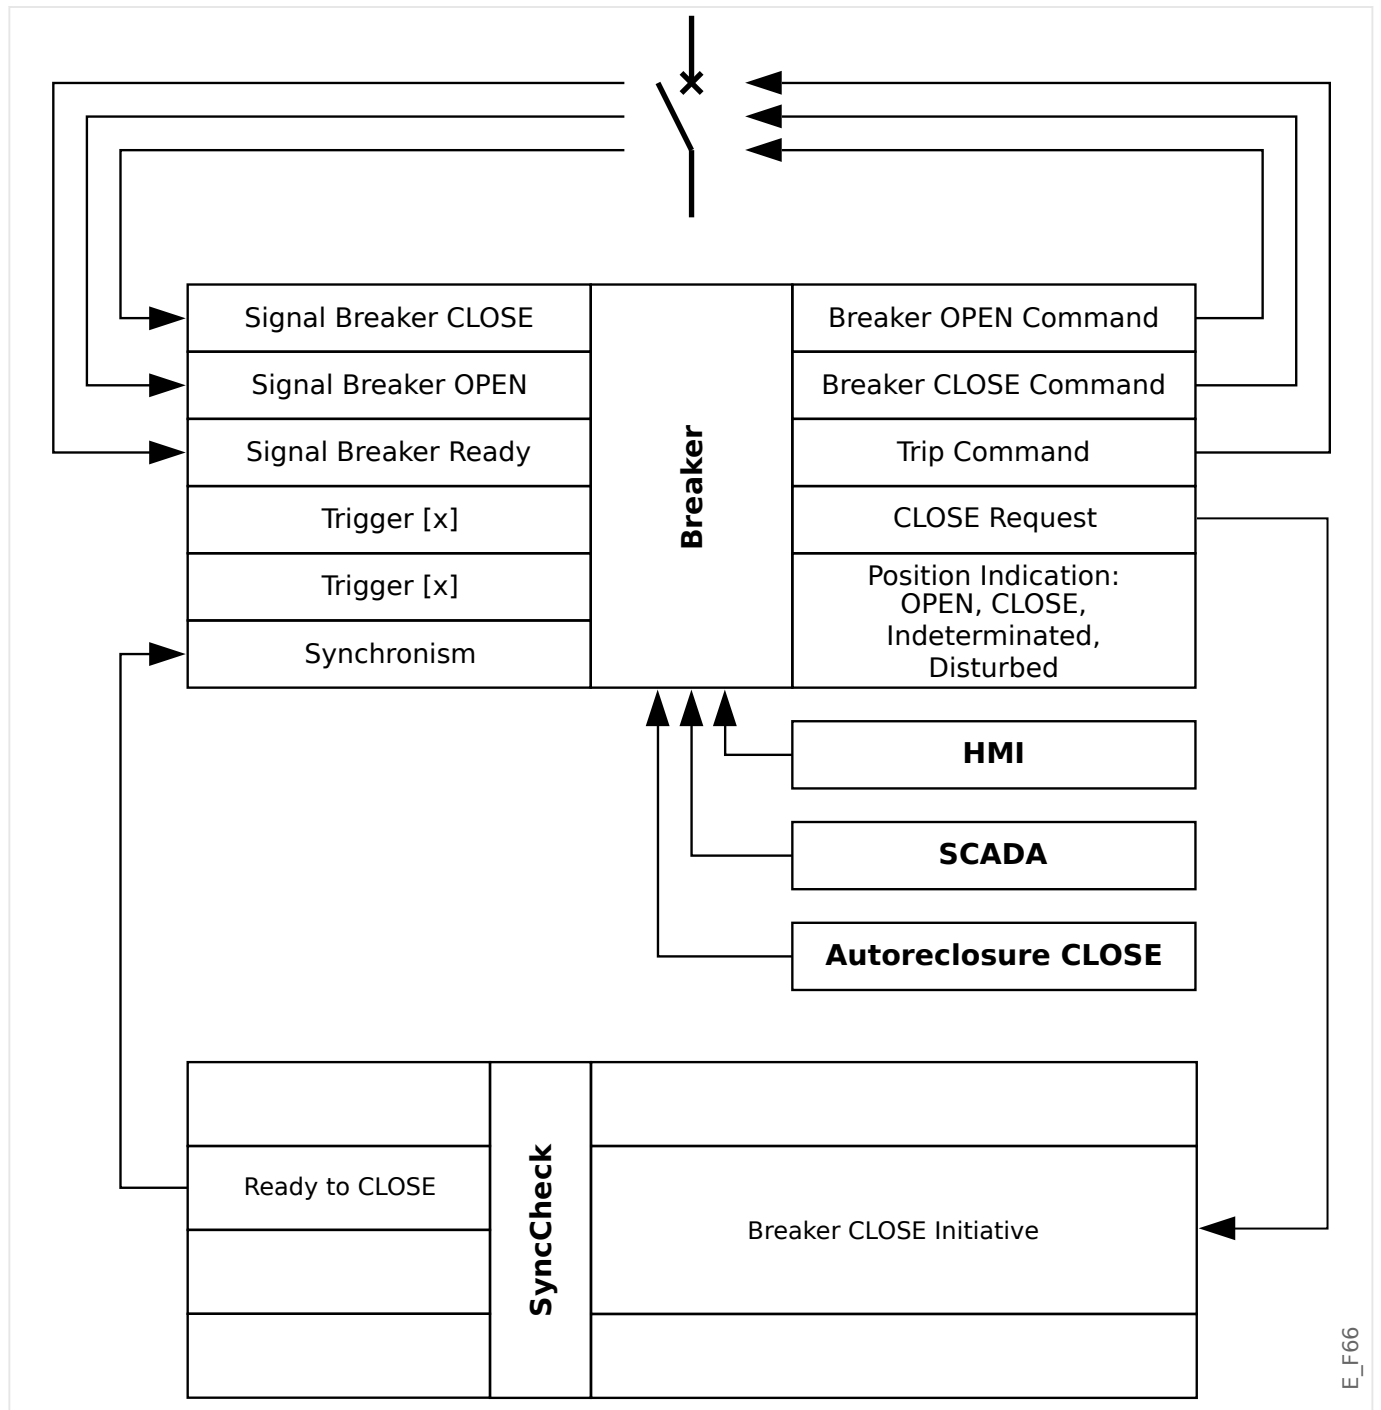 Signal Breaker CLOSE
Signal Breaker OPEN
Signal Breaker Ready
Trigger [x]
Trigger [x]
Synchronism
Breaker
Breaker OPEN Command
Breaker CLOSE Command
Trip Command
CLOSE Request
Position Indication:
OPEN, CLOSE,
Indeterminated,
Disturbed
HMI
SCADA
Autoreclosure CLOSE
Ready to CLOSE
SyncCheck
Breaker CLOSE Initiative
E_F66